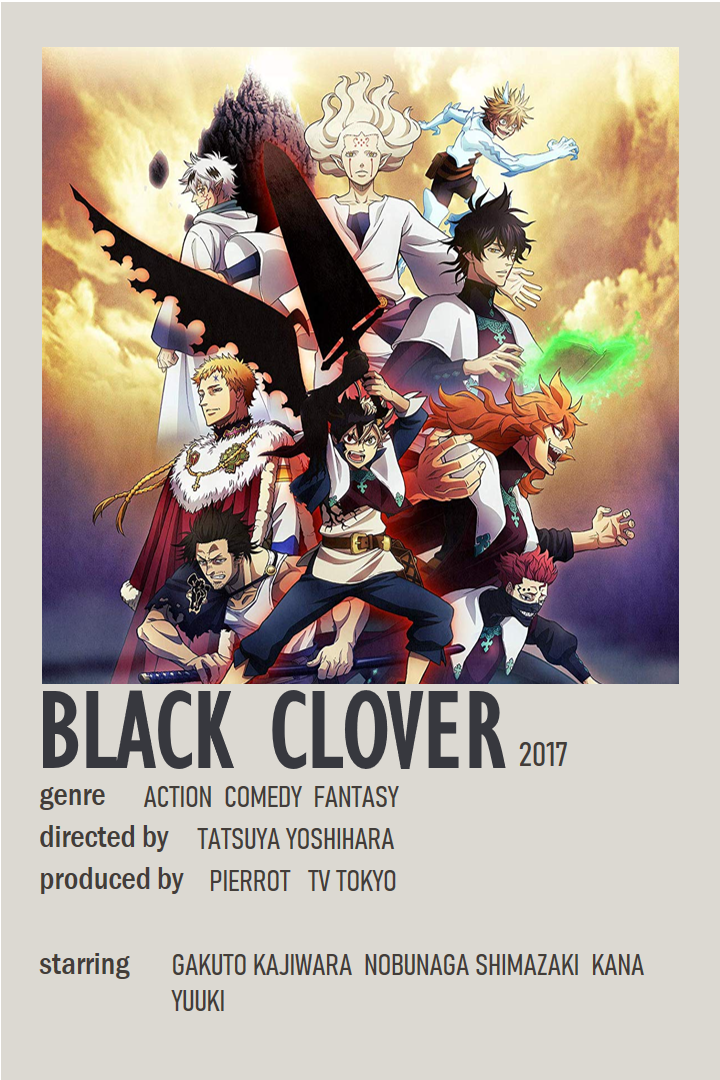 BLACK CLOVER 2017
genre ACTION COMEDY FANTASY
directed by TATSUYA YOSHIHARA
produced by PIERROT TV TOKYO
starring GAKUTO KAJIWARA NOBUNAGA SHIMAZAKI KANA
YUUKI